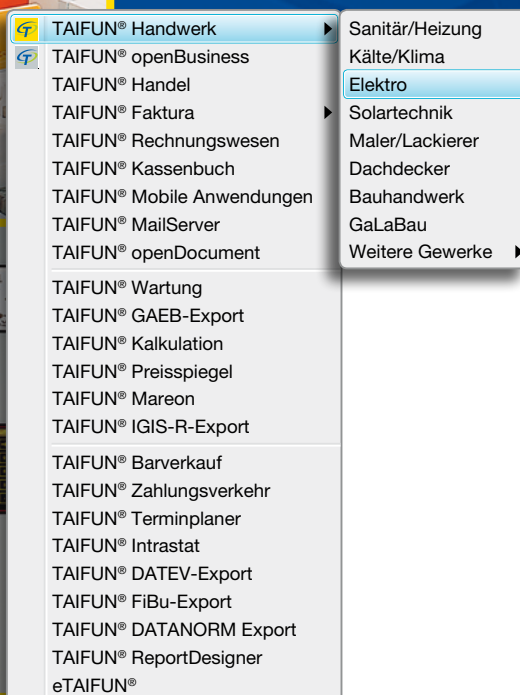 TAIFUN® Handwerk
TAIFUN® openBusiness
TAIFUN® Handel
TAIFUN® Faktura
TAIFUN® Rechnungswesen
TAIFUN® Kassenbuch
TAIFUN® Mobile Anwendungen
TAIFUN® MailServer
TAIFUN® openDocument
TAIFUN® Wartung
TAIFUN® GAEB-Export
TAIFUN® Kalkulation
TAIFUN® Preisspiegel
TAIFUN® Mareon
TAIFUN® IGIS-R-Export
TAIFUN® Barverkauf
TAIFUN® Zahlungsverkehr
TAIFUN® Terminplaner
TAIFUN® Intrastat
TAIFUN® DATEV-Export
TAIFUN® FiBu-Export
TAIFUN® DATANORM Export
TAIFUN® ReportDesigner
eTAIFUN®
Sanitär/Heizung
Kälte/Klima
Elektro
Solartechnik
Maler/Lackierer
Dachdecker
Bauhandwerk
GaLaBau
Weitere Gewerke